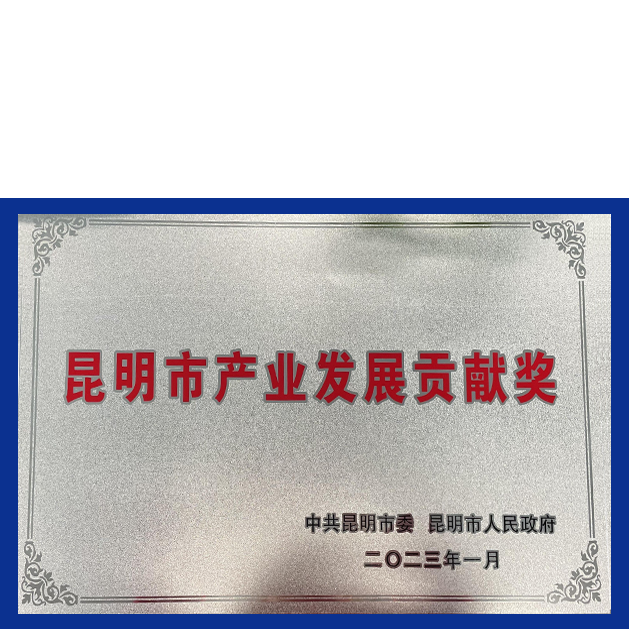 昆明市产业发展贡献奖
中共昆明市委 昆明市人民政府
二〇二三年一月